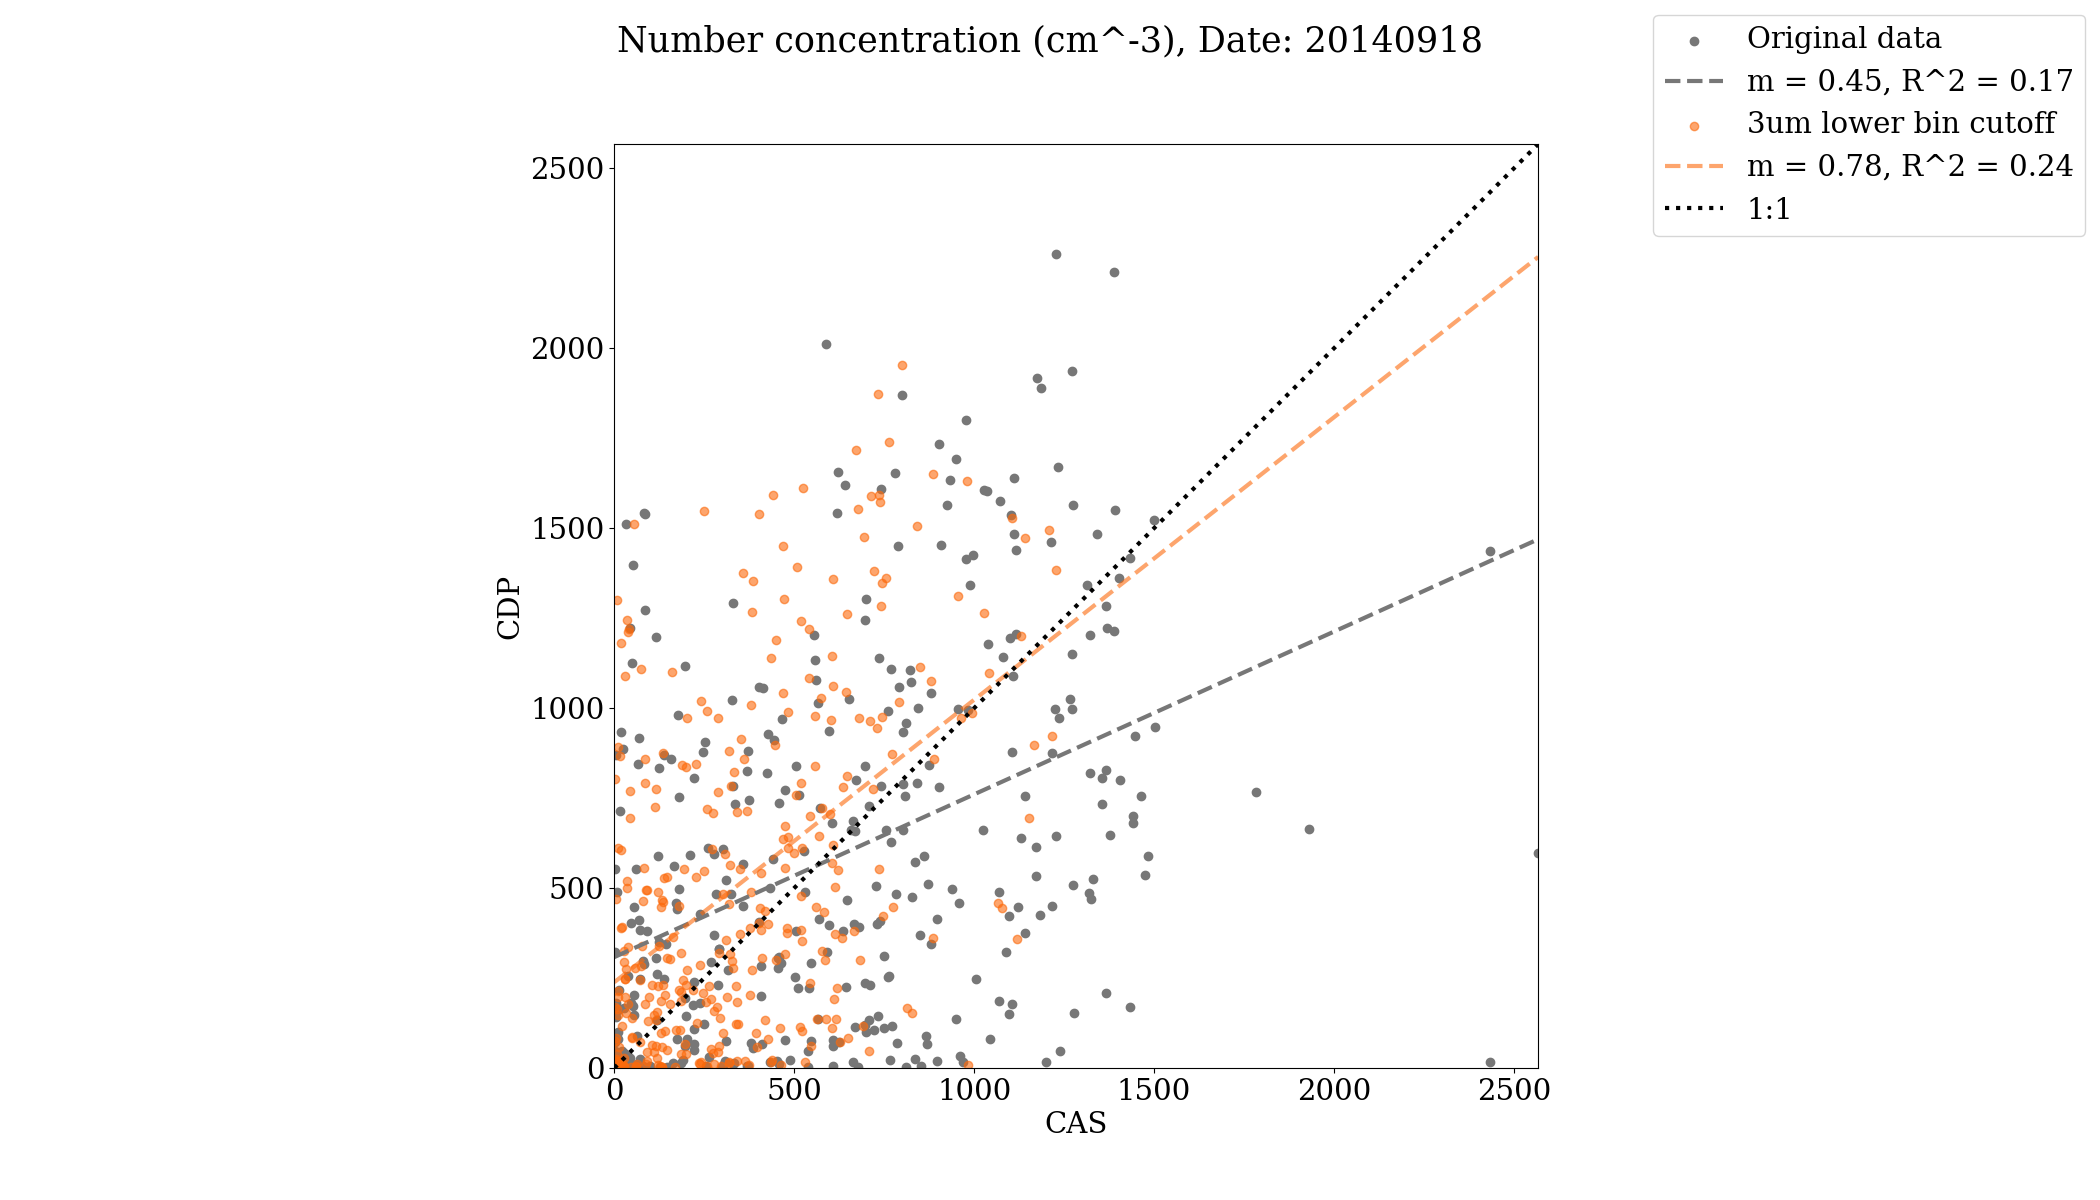 Number concentration (cm^-3), Date: 20140918
Original data
m = 0.45, R^2 = 0.17
3um lower bin cutoff
m = 0.78, R^2 = 0.24
1:1
2500
2000
1500
1000
500
0
CDP
0 500 1000 1500 2000 2500
CAS